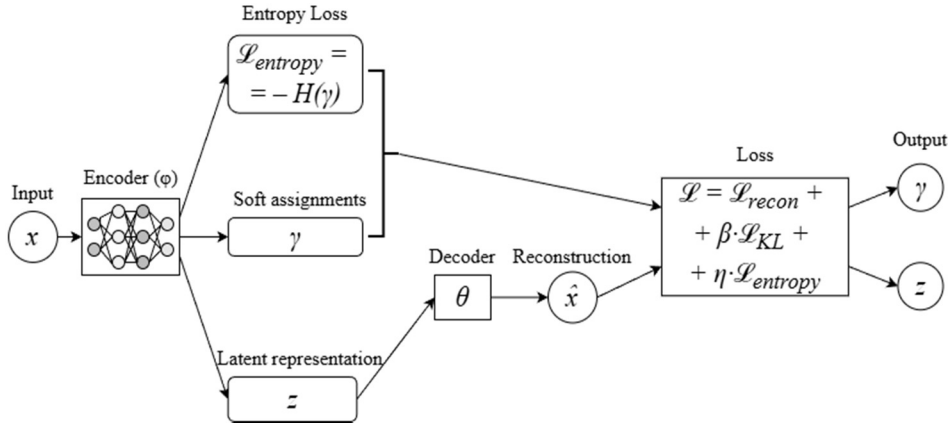 Entropy Loss
ℒentropy =
= – H(γ)
Input
x
Encoder (φ)
Soft assignments
γ
Latent representation
z
Decoder
θ
Reconstruction
x̂
Loss
ℒ = ℒrecon +
+ β·ℒKL +
+ η·ℒentropy
Output
γ
z